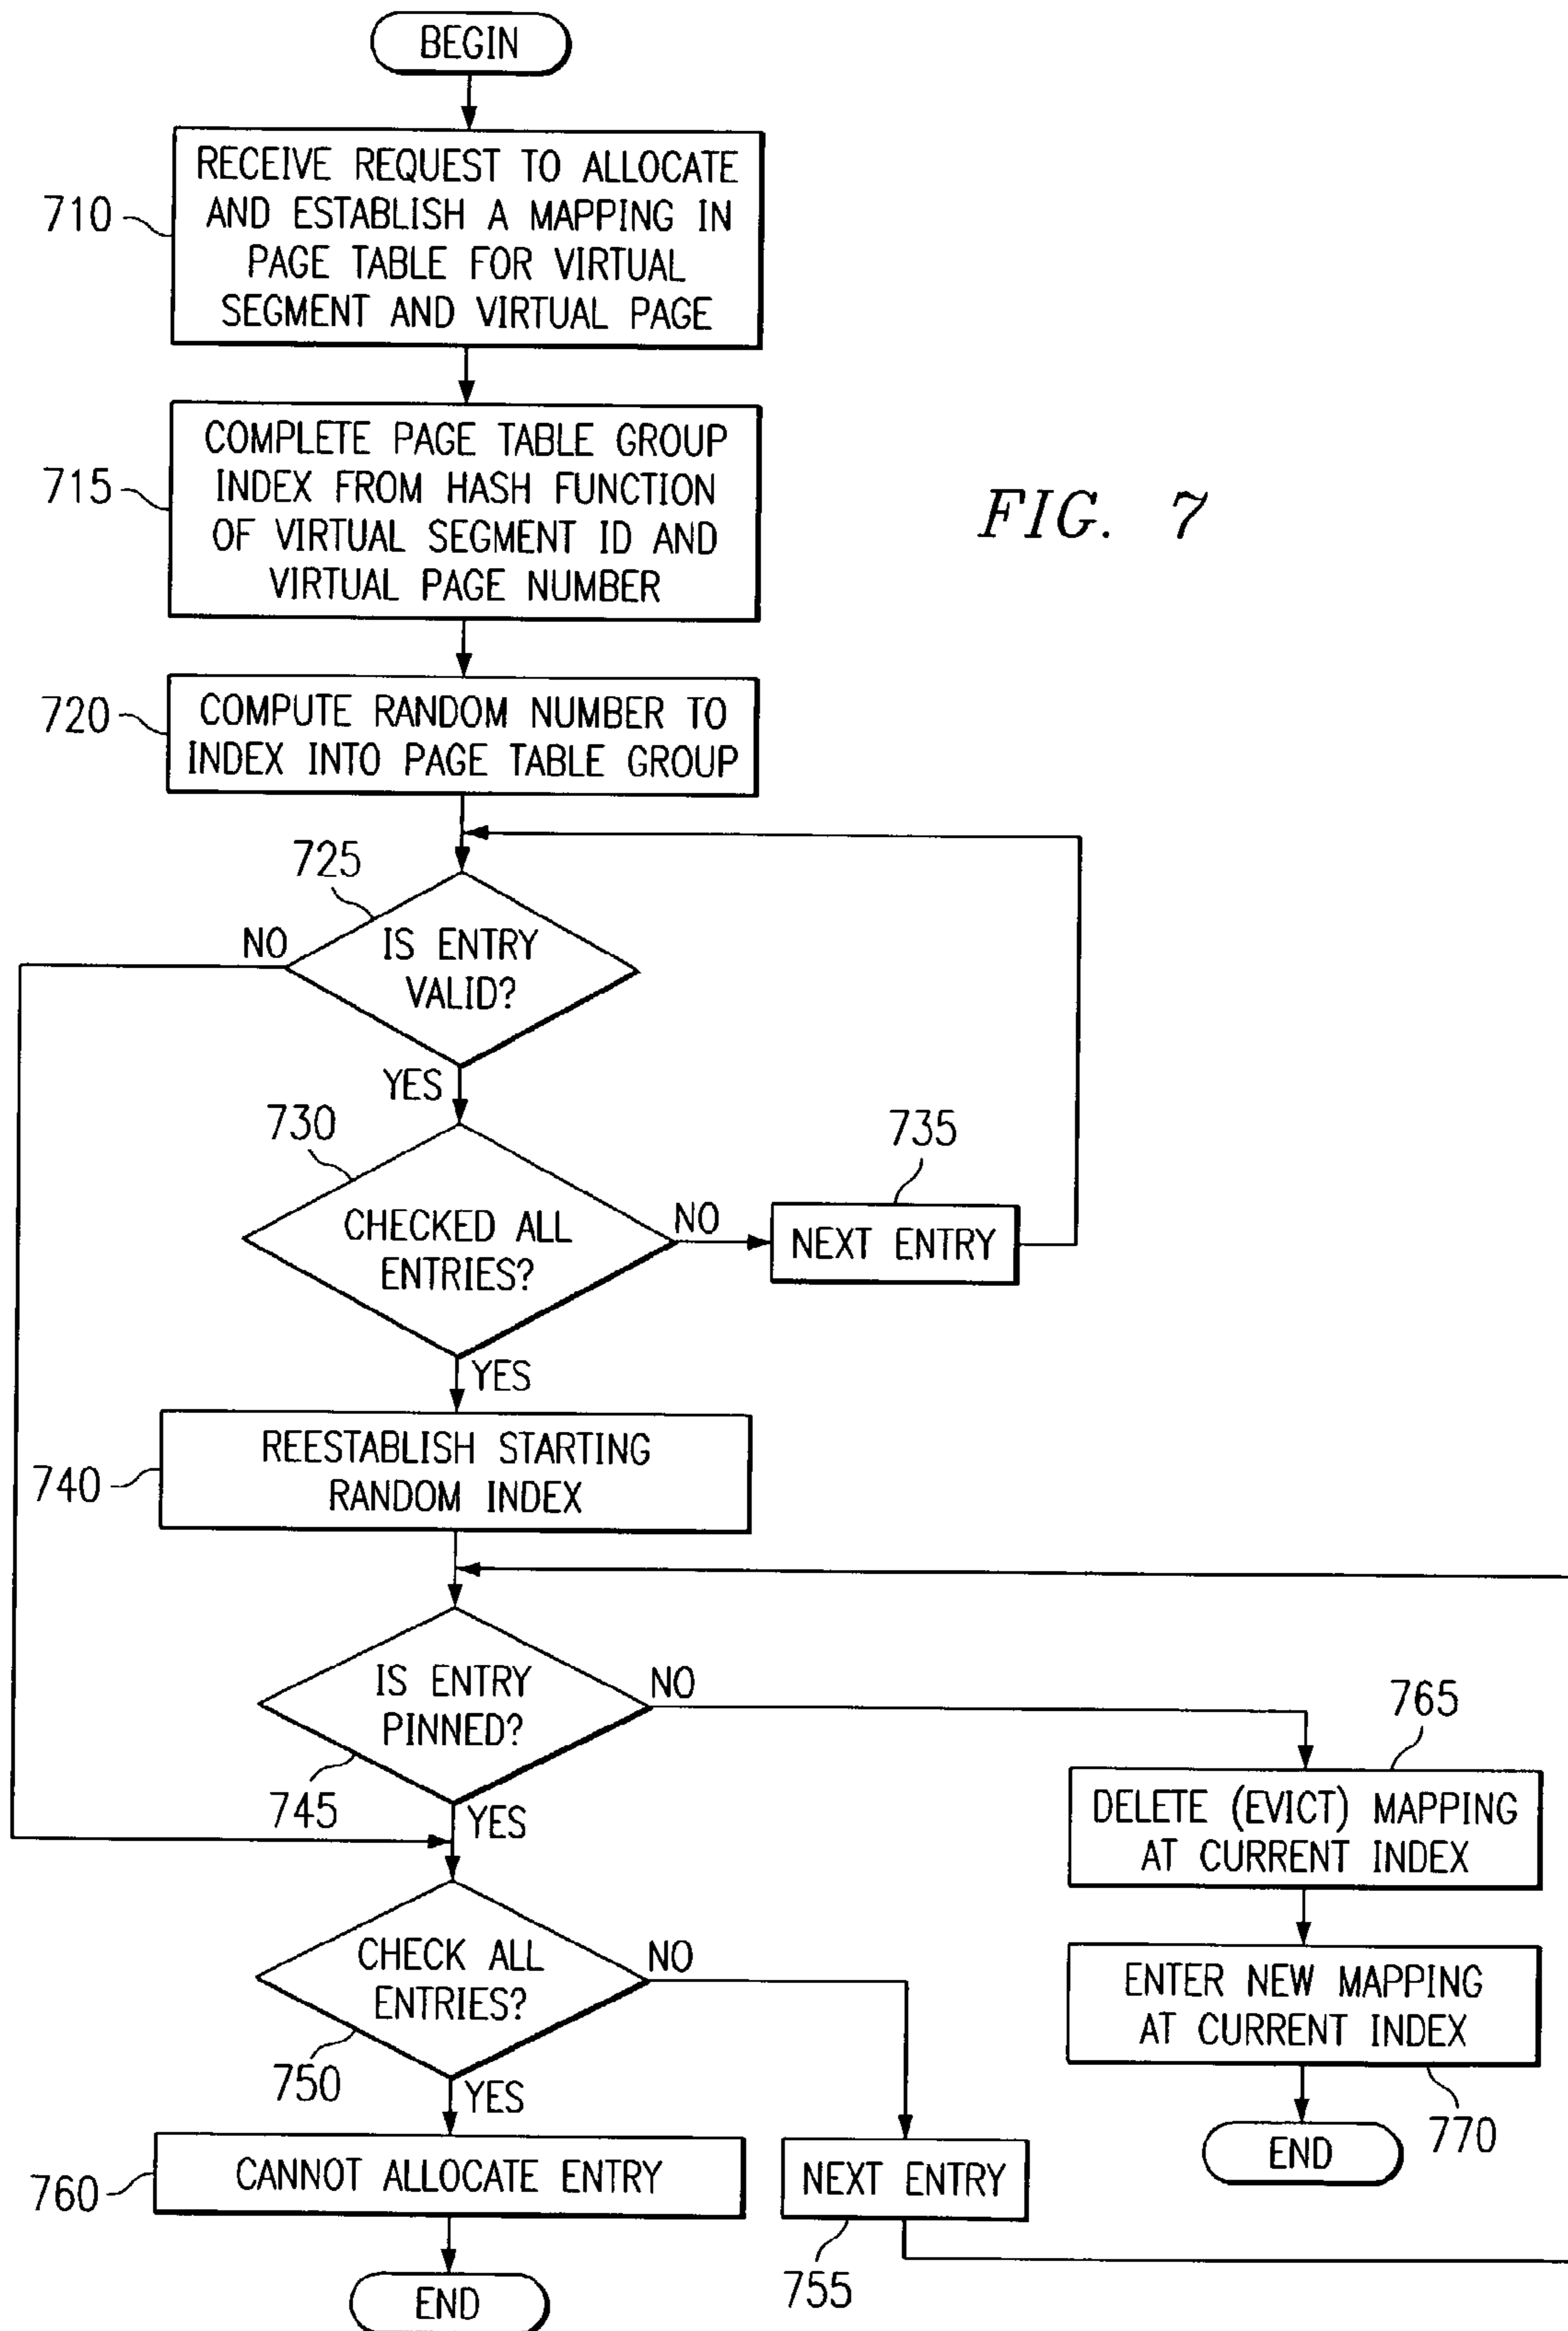 BEGIN
RECEIVE REQUEST TO ALLOCATE
AND ESTABLISH A MAPPING IN
PAGE TABLE FOR VIRTUAL
SEGMENT AND VIRTUAL PAGE
710
COMPLETE PAGE TABLE GROUP
INDEX FROM HASH FUNCTION
OF VIRTUAL SEGMENT ID AND
VIRTUAL PAGE NUMBER
715
FIG. 7
COMPUTE RANDOM NUMBER TO
INDEX INTO PAGE TABLE GROUP
720
725
NO
IS ENTRY
VALID?
YES
730
CHECKED ALL
ENTRIES?
NO
735
NEXT ENTRY
YES
REESTABLISH STARTING
RANDOM INDEX
740
IS ENTRY
PINNED?
NO
745
YES
765
DELETE (EVICT) MAPPING
AT CURRENT INDEX
CHECK ALL
ENTRIES?
NO
750
YES
ENTER NEW MAPPING
AT CURRENT INDEX
770
END
CANNOT ALLOCATE ENTRY
760
NEXT ENTRY
755
END